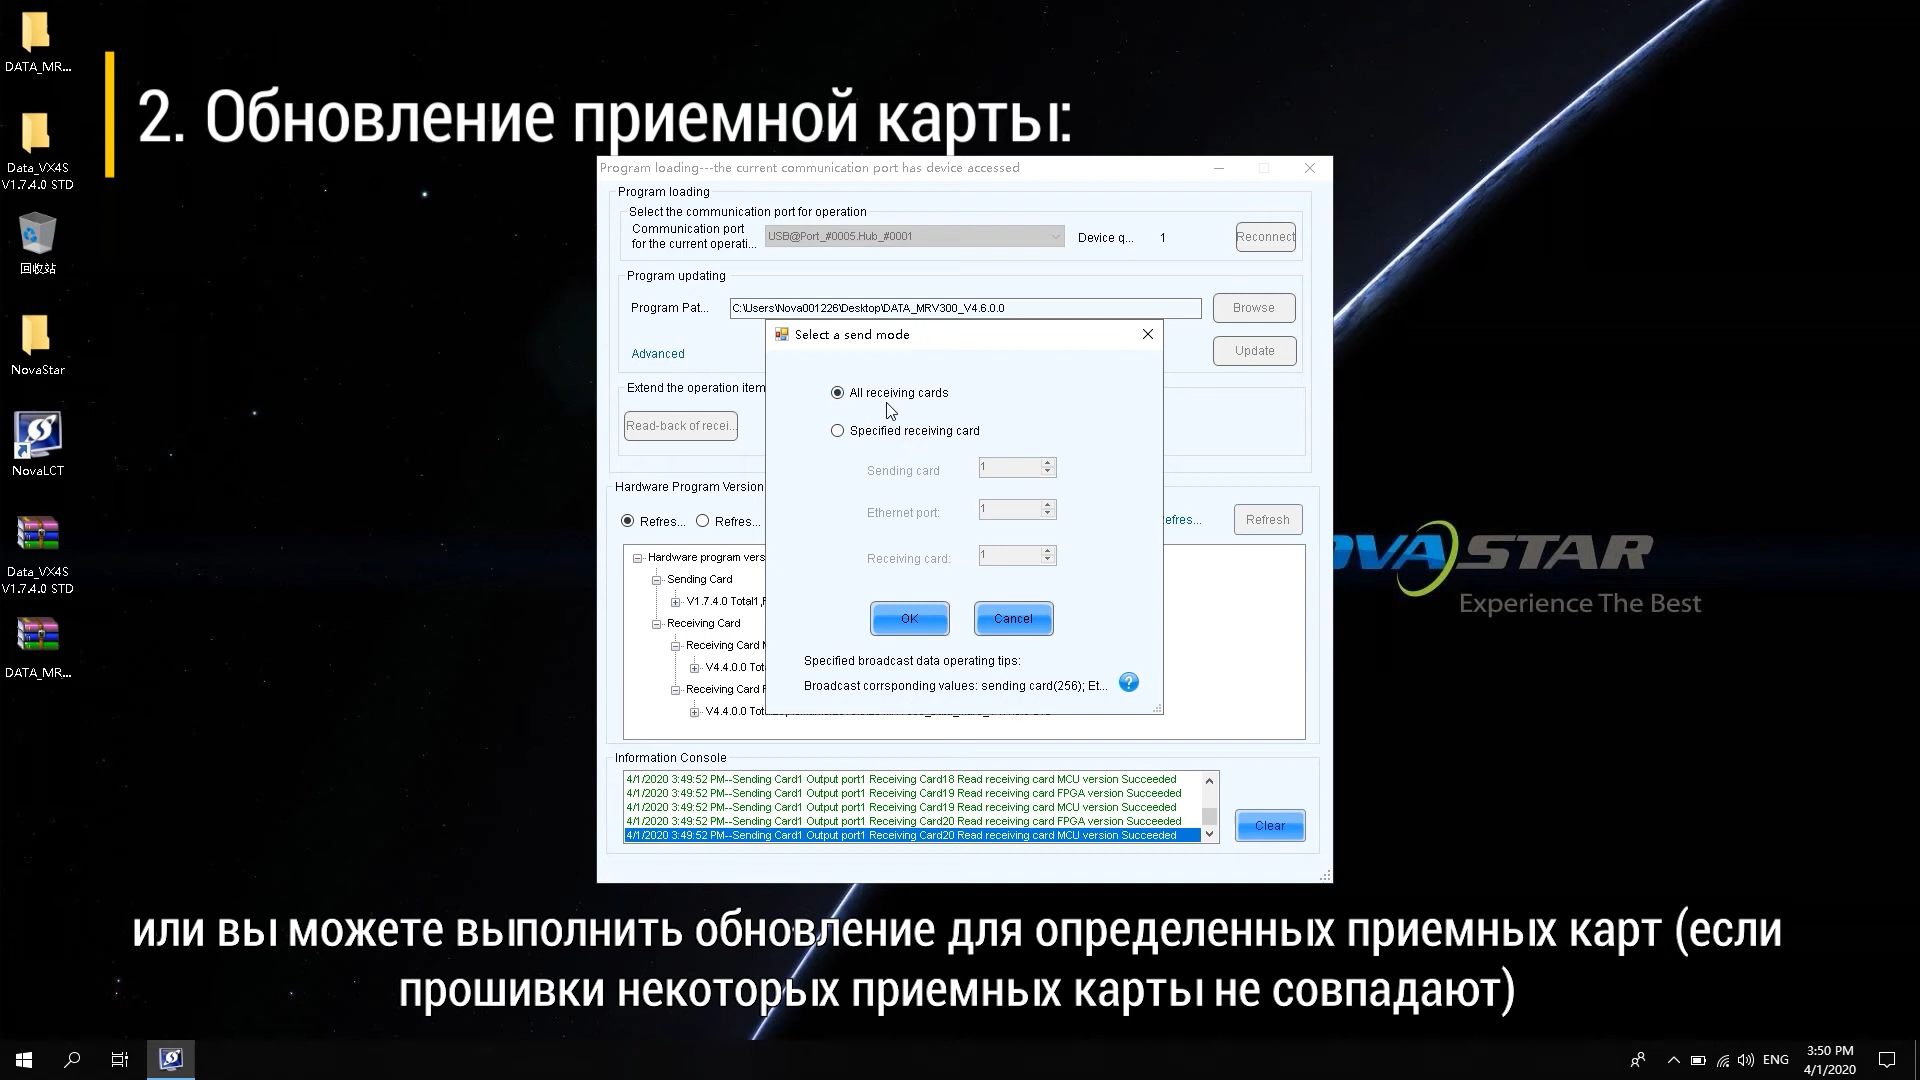 DATA_MR...
Data_VX4S
V1.7.4.0 STD
回收站
NovaStar
NovaLCT
Data_VX4S
V1.7.4.0 STD
DATA_MR...
2. Обновление приемной карты:
Program loading---the current communication port has device accessed
Program loading
Select the communication port for operation
Communication port
for the current operati...
USB@Port_#0005.Hub_#0001
Device q...
1
Reconnect
Program updating
Program Pat...
C:\Users\Nova001226\Desktop\DATA_MRV300_V4.6.0.0
Browse
Advanced
Update
Extend the operation item
Read-back of recei...
Select a send mode
All receiving cards
Specified receiving card
Sending card
1
Ethernet port:
1
Receiving card:
1
OK
Cancel
Specified broadcast data operating tips:
Broadcast corrsponding values: sending card(256); Et...
Hardware Program Version
Refres...
Refres...
efres...
Refresh
Hardware program vers
Sending Card
V1.7.4.0 Total1,F
Receiving Card
Receiving Card
V4.4.0.0 Tot
Receiving Card F
V4.4.0.0
Information Console
4/1/2020 3:49:52 PM--Sending Card1 Output port1 Receiving Card18 Read receiving card MCU version Succeeded
4/1/2020 3:49:52 PM--Sending Card1 Output port1 Receiving Card19 Read receiving card FPGA version Succeeded
4/1/2020 3:49:52 PM--Sending Card1 Output port1 Receiving Card19 Read receiving card MCU version Succeeded
4/1/2020 3:49:52 PM--Sending Card1 Output port1 Receiving Card20 Read receiving card FPGA version Succeeded
4/1/2020 3:49:52 PM--Sending Card1 Output port1 Receiving Card20 Read receiving card MCU version Succeeded
Clear
OVASTAR
Experience The Best
или вы можете выполнить обновление для определенных приемных карт (если
прошивки некоторых приемных карты не совпадают)
ENG
3:50 PM
4/1/2020